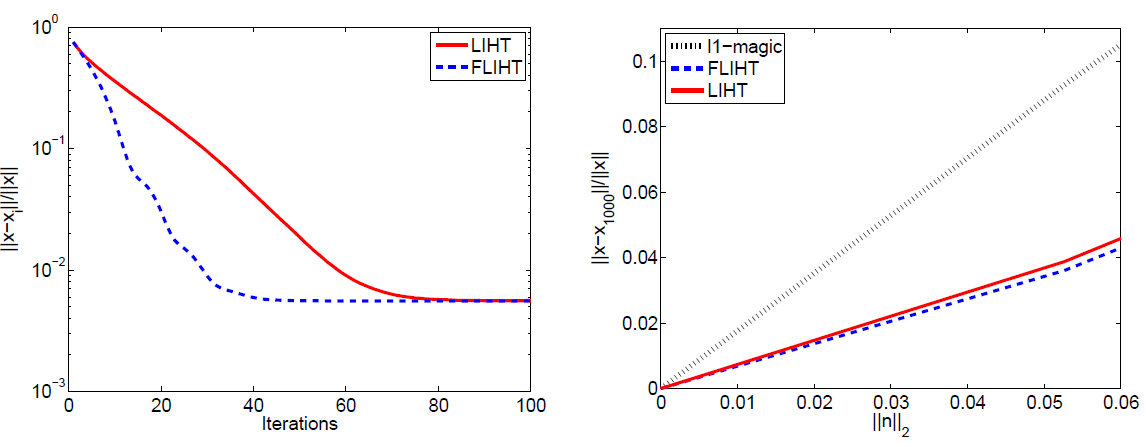 10^0
10^-1
10^-2
10^-3
||x-x_i||/||x||
0 20 40 60 80 100
Iterations
LIHT
FLIHT
0.1
0.08
0.06
0.04
0.02
0
||x-x_1000||/||x||
0 0.01 0.02 0.03 0.04 0.05 0.06
||n||_2
l1-magic
FLIHT
LIHT